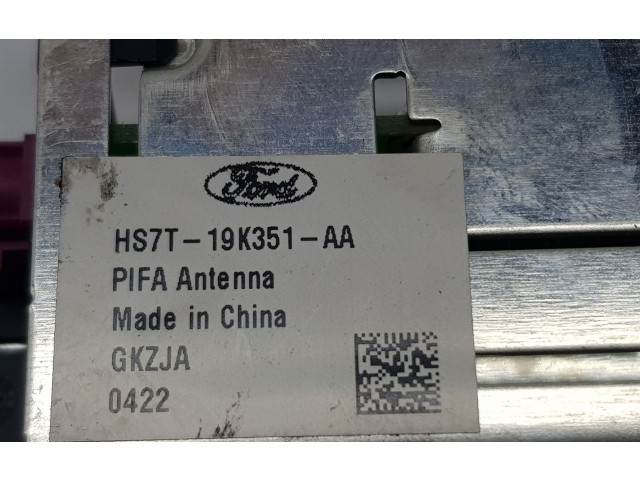 Ford
HS7T-19K351-AA
PIFA Antenna
Made in China
GKZJA
0422